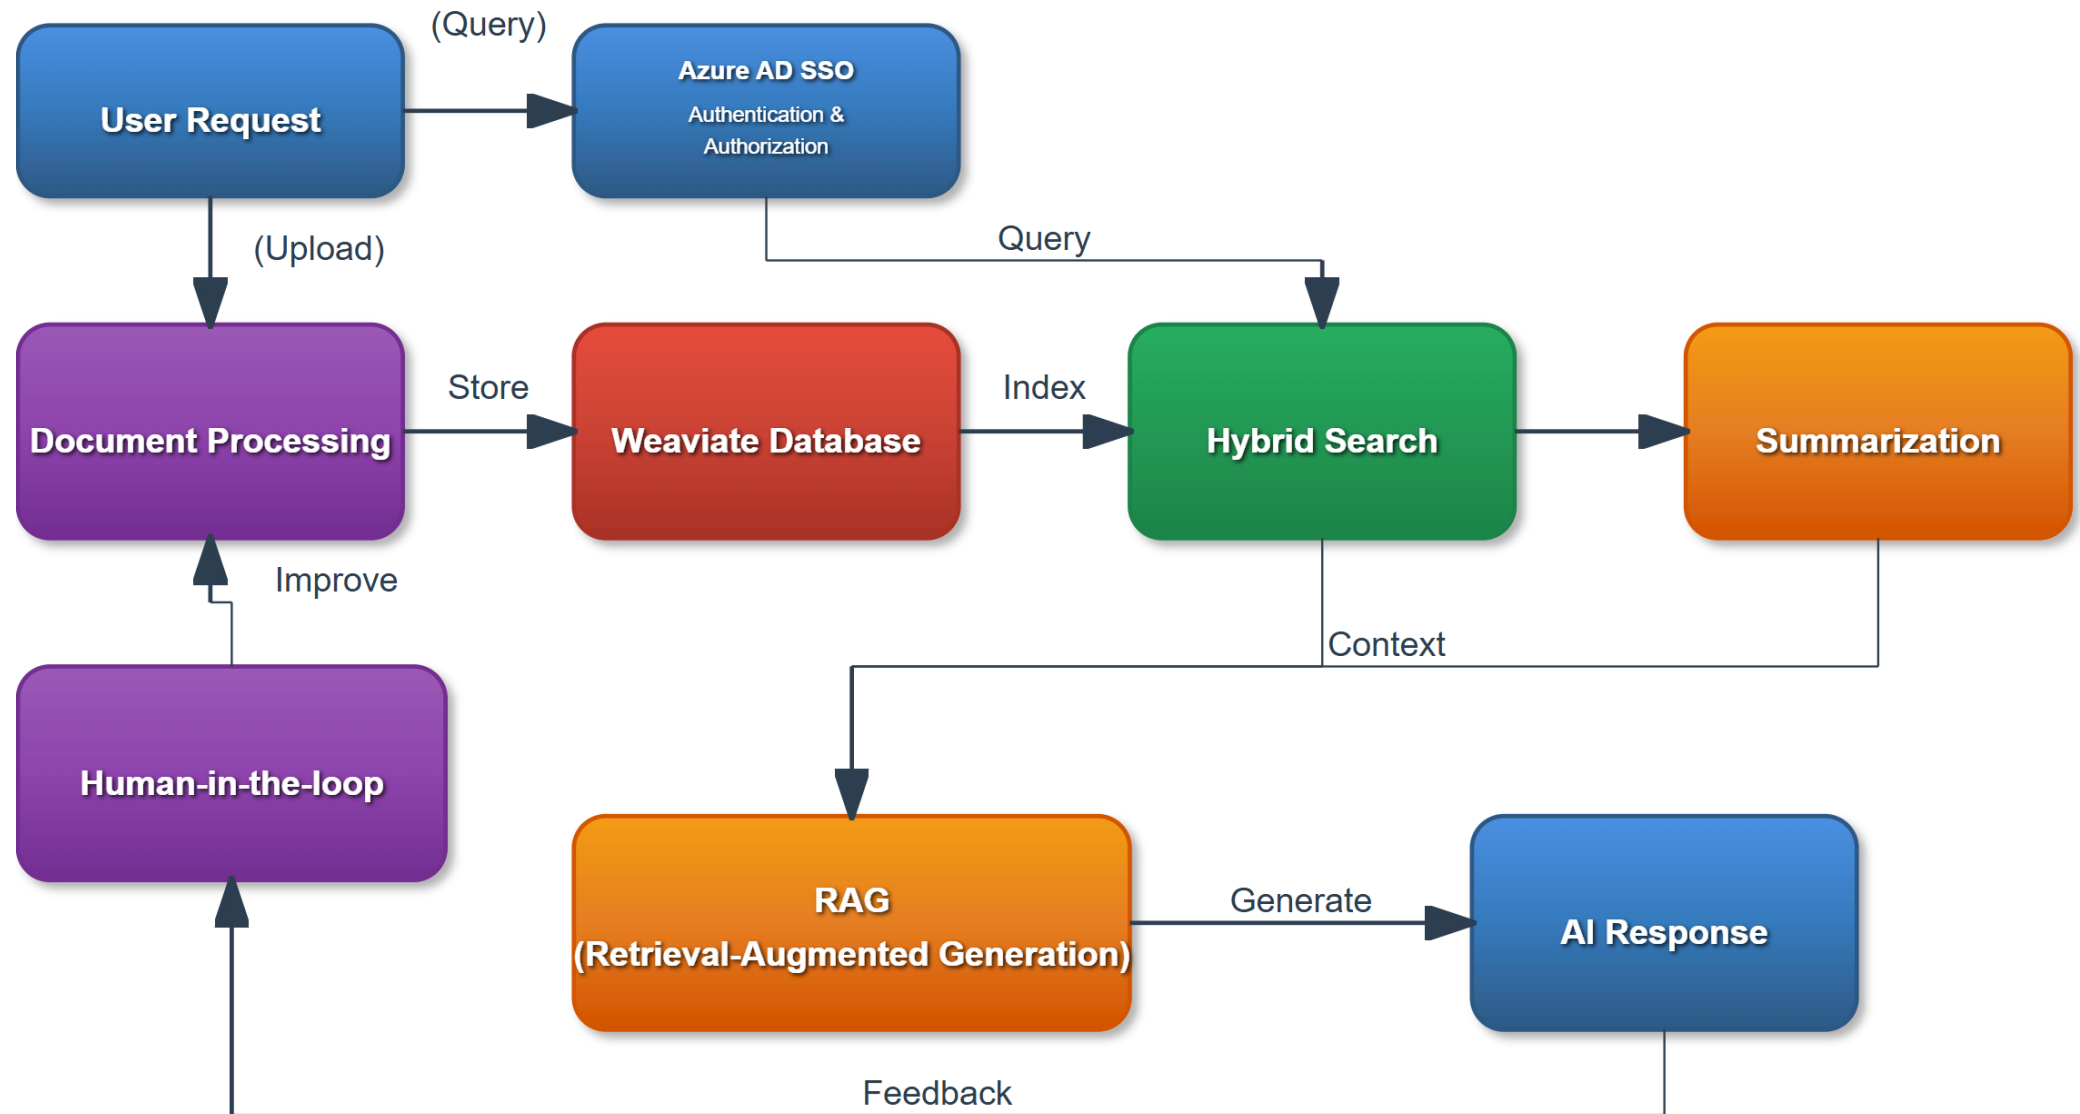 (Query)
User Request
Azure AD SSO
Authentication &
Authorization
(Upload)
Query
Document Processing
Store
Weaviate Database
Index
Hybrid Search
Summarization
Improve
Context
Human-in-the-loop
RAG
(Retrieval-Augmented Generation)
Generate
AI Response
Feedback